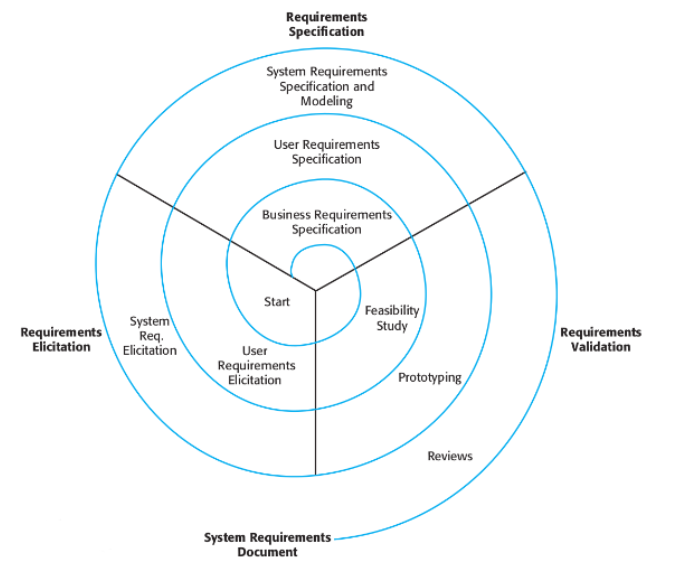 Requirements
Specification
System Requirements
Specification and
Modeling
User Requirements
Specification
Business Requirements
Specification
Start
Feasibility
Study
System
Req.
Elicitation
Requirements
Elicitation
Requirements
Validation
User
Requirements
Elicitation
Prototyping
Reviews
System Requirements
Document